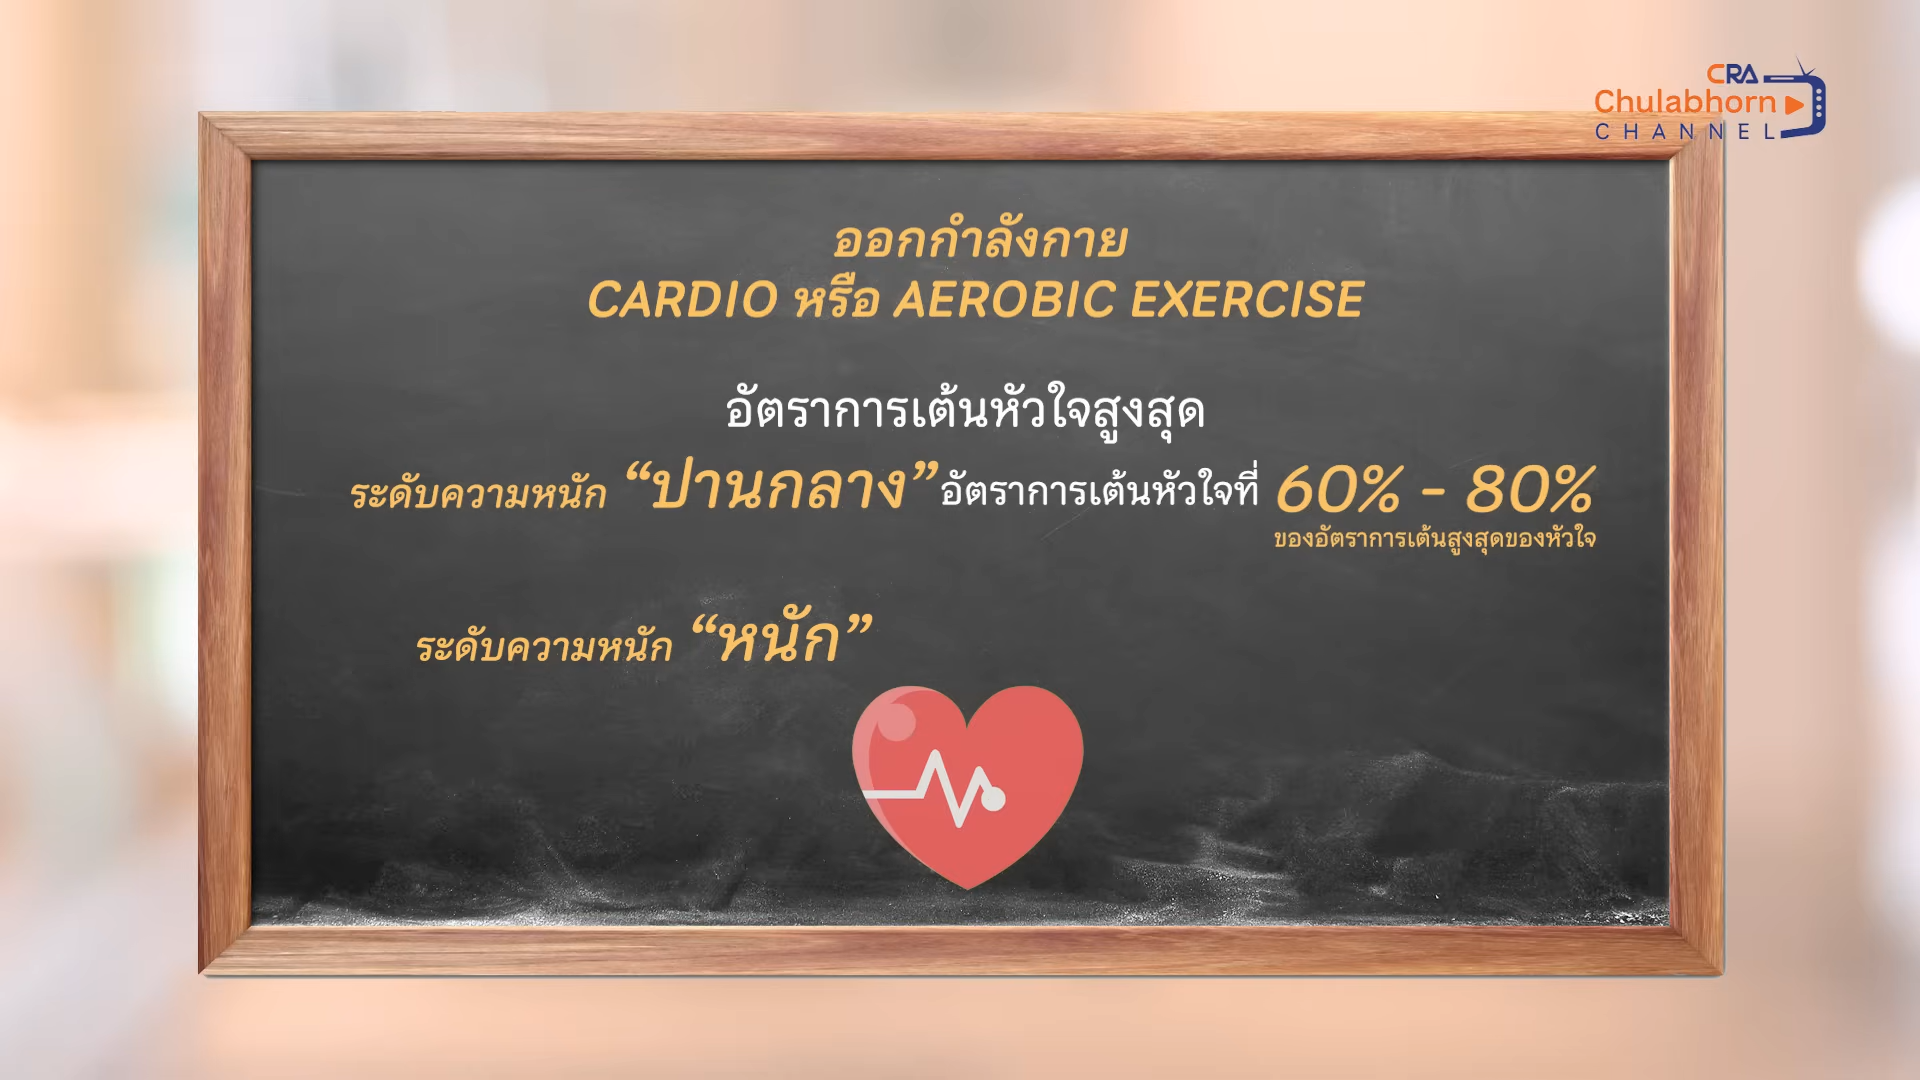 CRA
Chulabhorn
CHANNEL
ออกกำลังกาย
CARDIO หรือ AEROBIC EXERCISE
อัตราการเต้นหัวใจสูงสุด
ระดับความหนัก “ปานกลาง” อัตราการเต้นหัวใจที่ 60% - 80%
ของอัตราการเต้นสูงสุดของหัวใจ
ระดับความหนัก “หนัก”